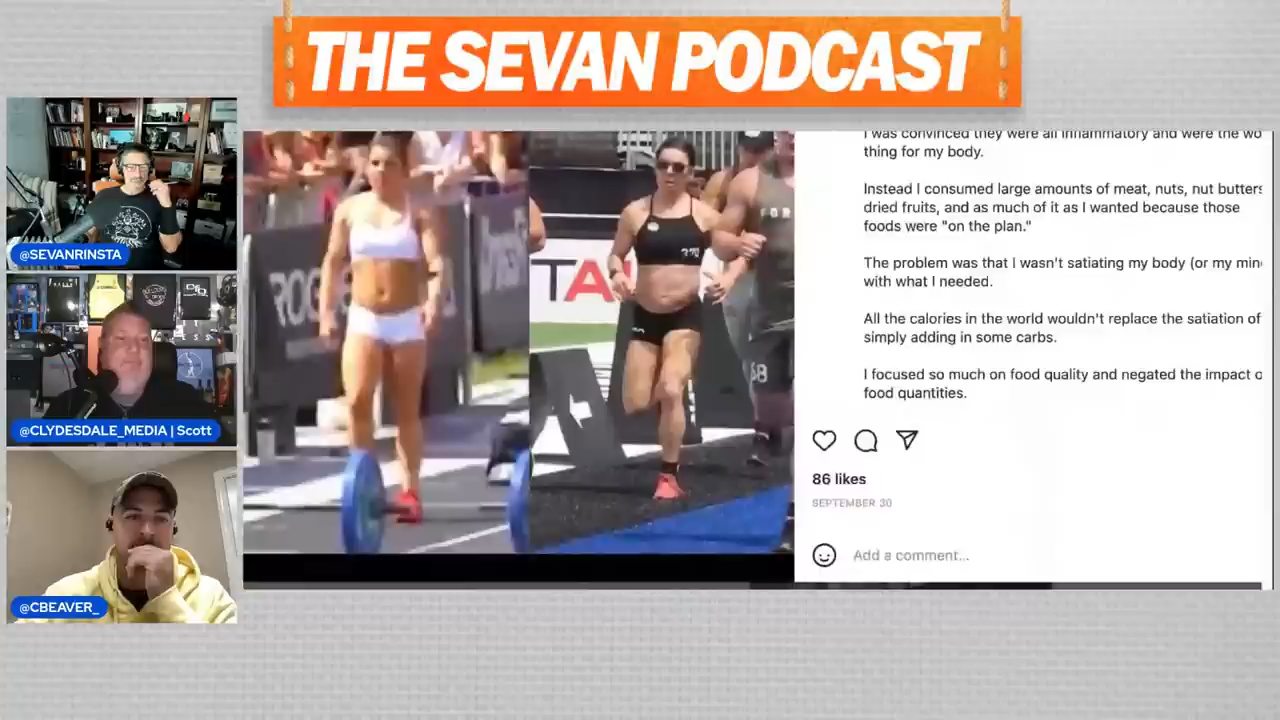 THE SEVAN PODCAST
@SEVANRINSTA
@CLYDESDALE_MEDIA | Scott
@CBEAVER_
I was convinced they were all inflammatory and were the wo
thing for my body.
Instead I consumed large amounts of meat, nuts, nut butters
dried fruits, and as much of it as I wanted because those
foods were "on the plan."
The problem was that I wasn't satiating my body (or my min
with what I needed.
All the calories in the world wouldn't replace the satiation of
simply adding in some carbs.
I focused so much on food quality and negated the impact o
food quantities.
86 likes
SEPTEMBER 30
Add a comment...
ROGUE
TA
FOR
68